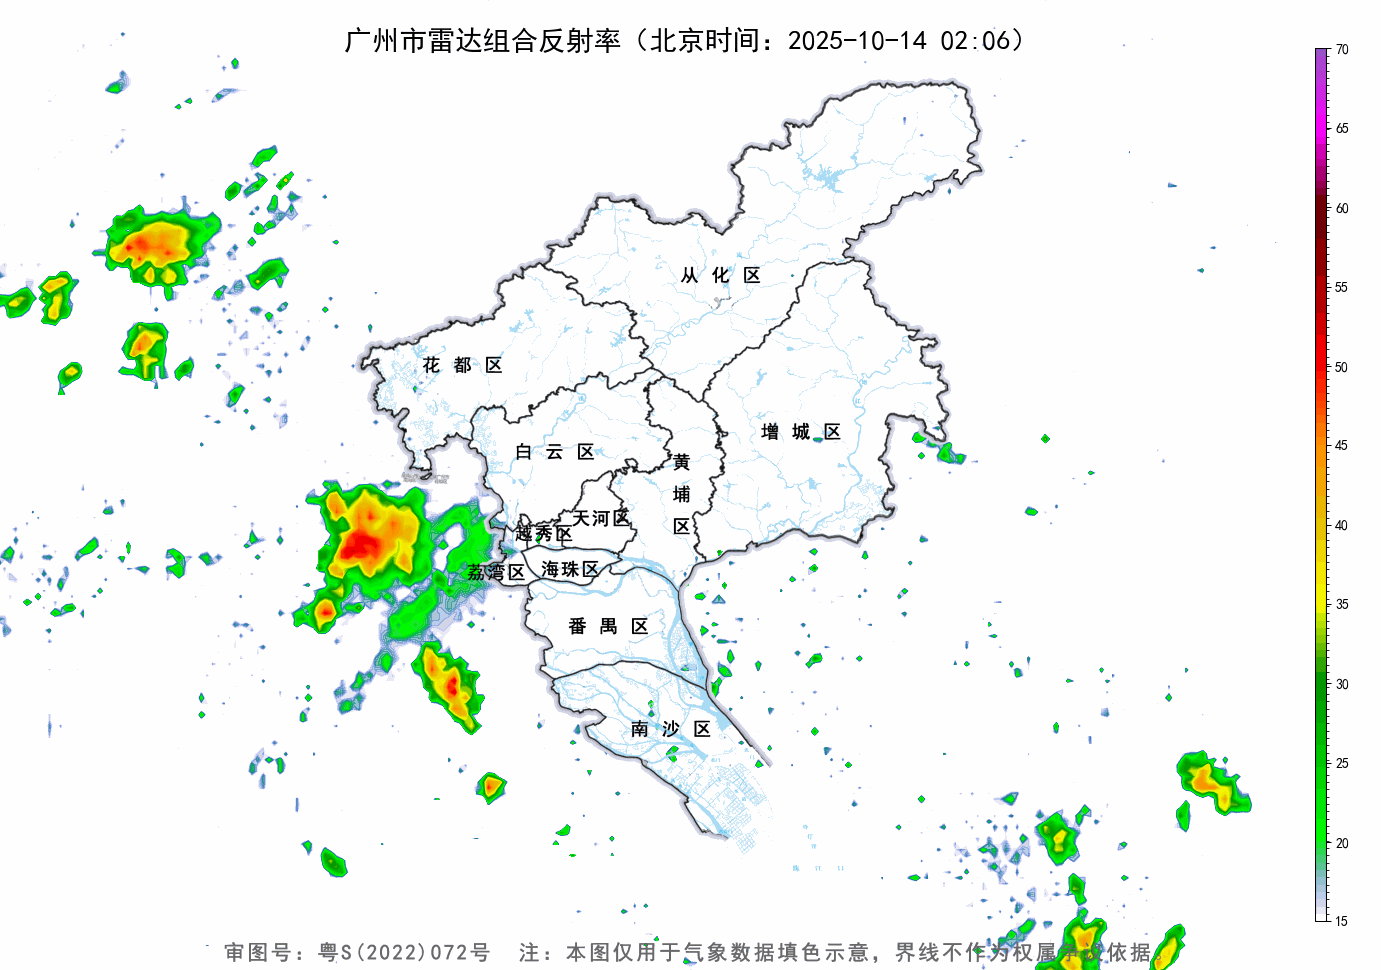 广州市雷达组合反射率（北京时间：2025-10-14 02:06）
70
65
60
55
50
45
40
35
30
25
20
15
从 化 区
花 都 区
增 城 区
白 云 区
黄
埔
区
天河区
越秀区
荔湾区
海珠区
番 禺 区
南 沙 区
审图号：粤S(2022)072号 注：本图仅用于气象数据填色示意，界线不作为权属 依据。